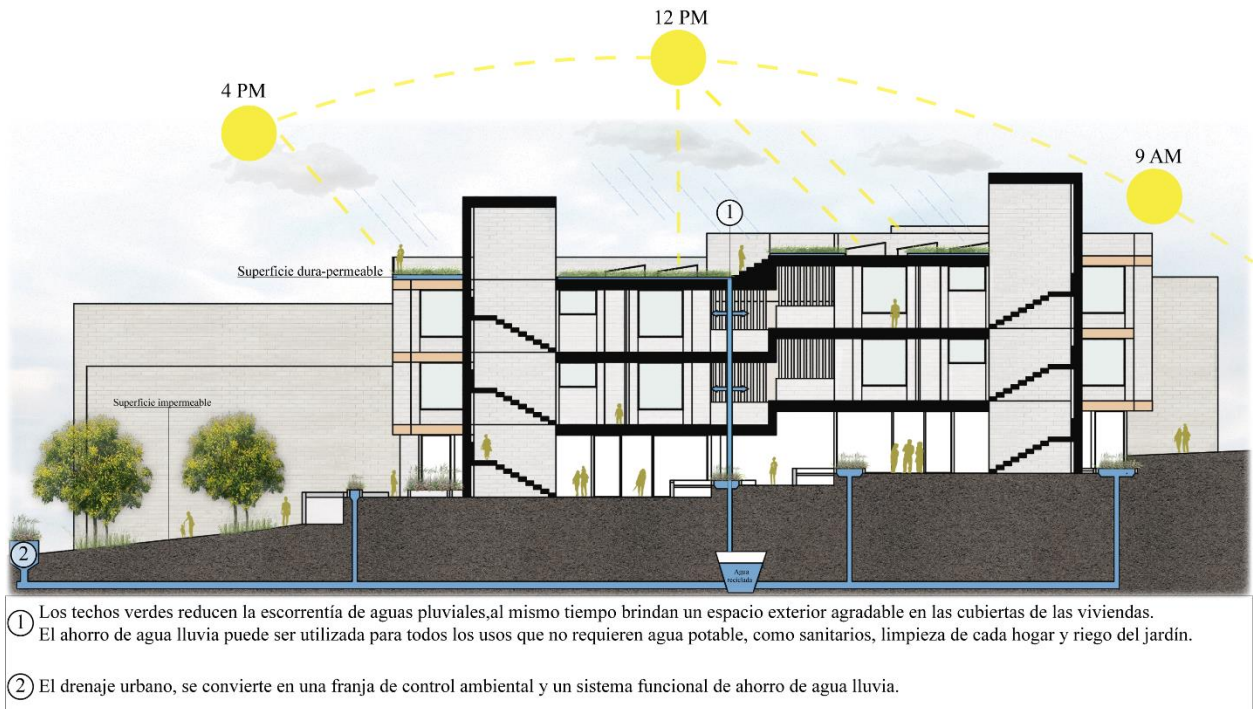 12 PM
4 PM
9 AM
1
Superficie dura-permeable
Superficie impermeable
2
Agua
reciclada
1 Los techos verdes reducen la escorrentía de aguas pluviales,al mismo tiempo brindan un espacio exterior agradable en las cubiertas de las viviendas.
El ahorro de agua lluvia puede ser utilizada para todos los usos que no requieren agua potable, como sanitarios, limpieza de cada hogar y riego del jardín.
2 El drenaje urbano, se convierte en una franja de control ambiental y un sistema funcional de ahorro de agua lluvia.